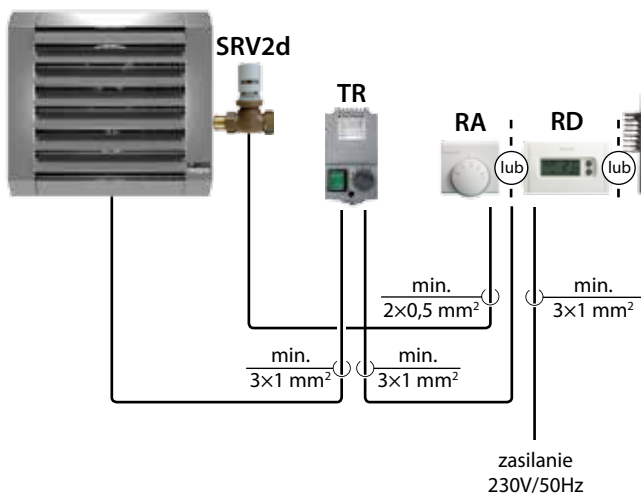 SRV2d
TR
RA
RD
lub
lub
min.
2×0,5 mm²
min.
3×1 mm²
min.
3×1 mm²
min.
3×1 mm²
zasilanie
230V/50Hz